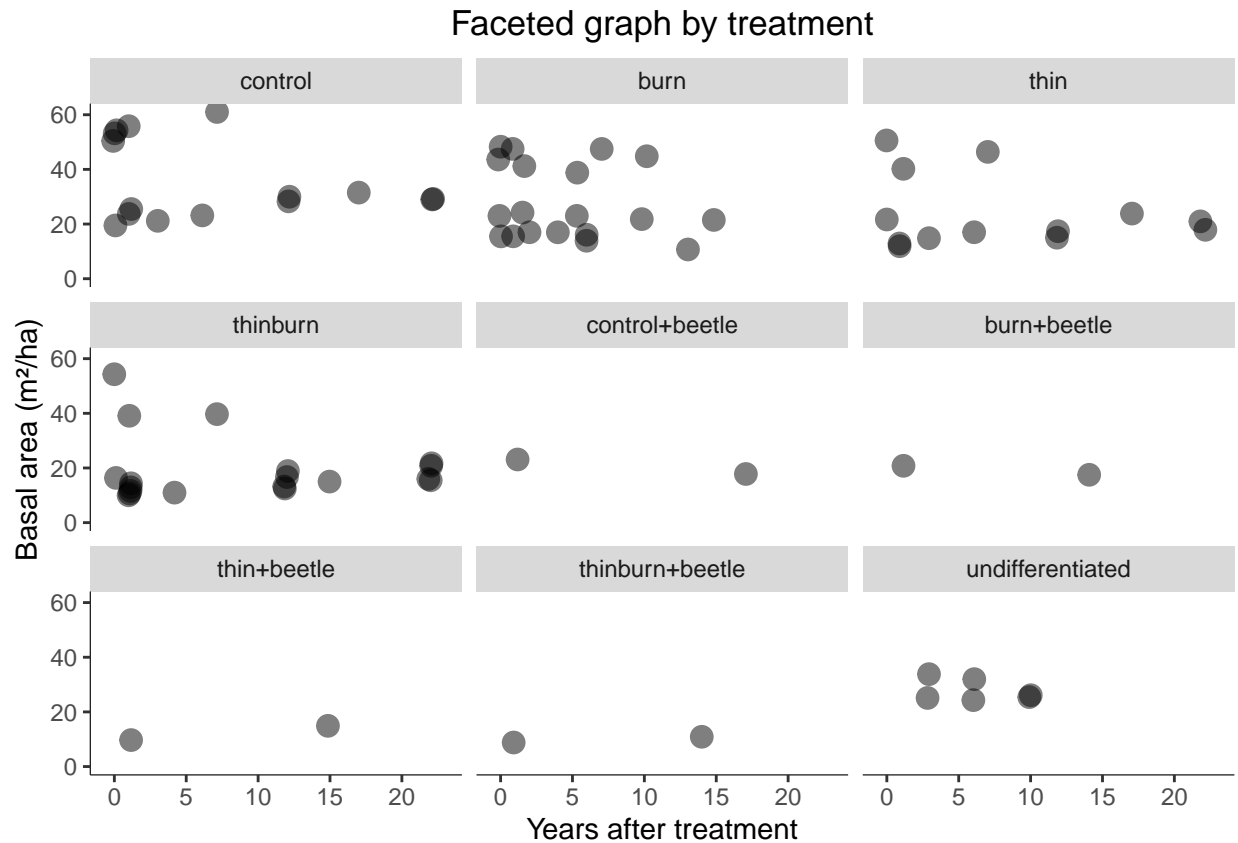 Faceted graph by treatment
control
burn
thin
60
40
20
0
thinburn
control+beetle
burn+beetle
60
40
20
0
Basal area (m²/ha)
thin+beetle
thinburn+beetle
undifferentiated
60
40
20
0
0 5 10 15 20
0 5 10 15 20
0 5 10 15 20
Years after treatment